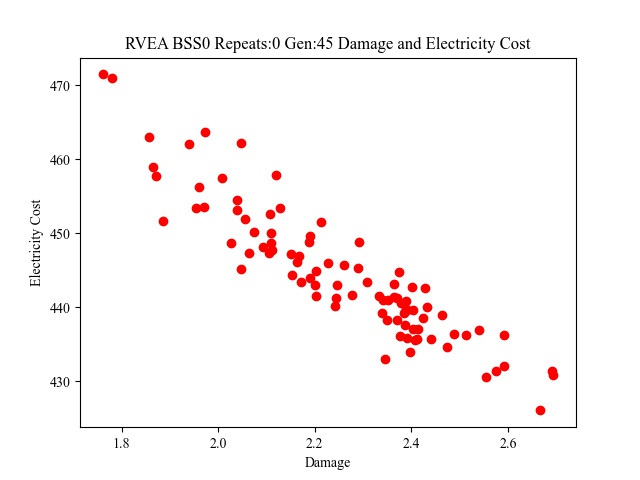 RVEA BSS0 Repeats:0 Gen:45 Damage and Electricity Cost
470
460
450
440
430
Electricity Cost
1.8 2.0 2.2 2.4 2.6
Damage